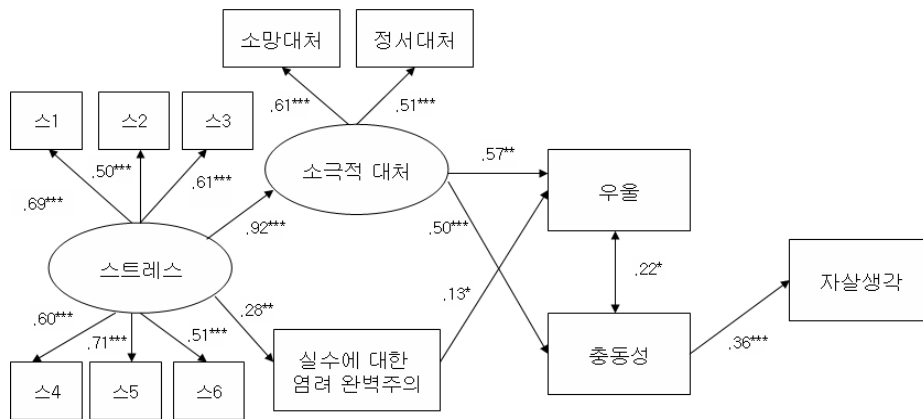 소망대처
정서대처
.61***
.51***
스1
스2
스3
소극적 대처
.57**
우울
.50***
.61***
.69***
.92***
.50***
스트레스
.22*
자살생각
.28**
.13*
.60***
.71***
.51***
실수에 대한
염려 완벽주의
충동성
.36***
스4
스5
스6